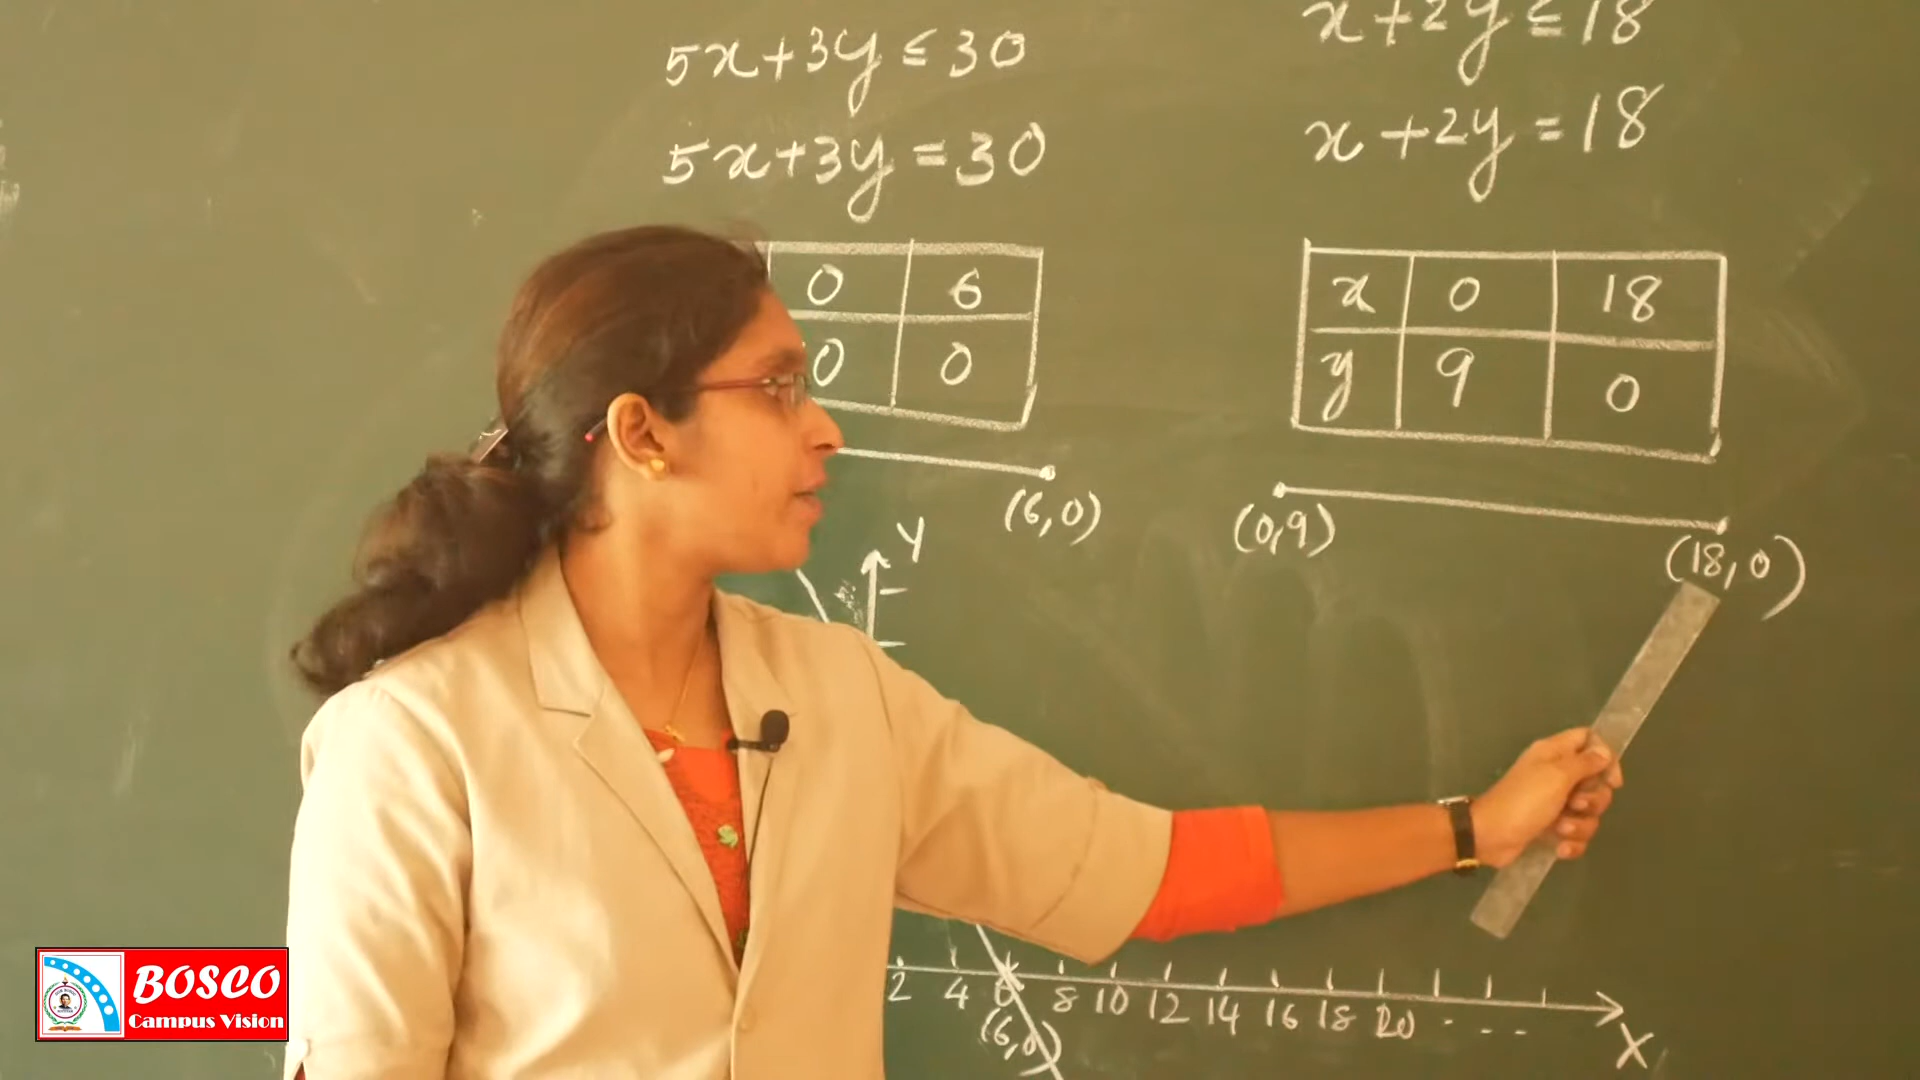 5x+3y≤30
5x+3y=30
0 6
0 0
(6,0)
x+2y≤18
x+2y=18
x 0 18
y 9 0
(0,9)
(18,0)
Y
2 4 6 8 10 12 14 16 18 20 . - - -
(6,0)
X
BOSCO
Campus Vision